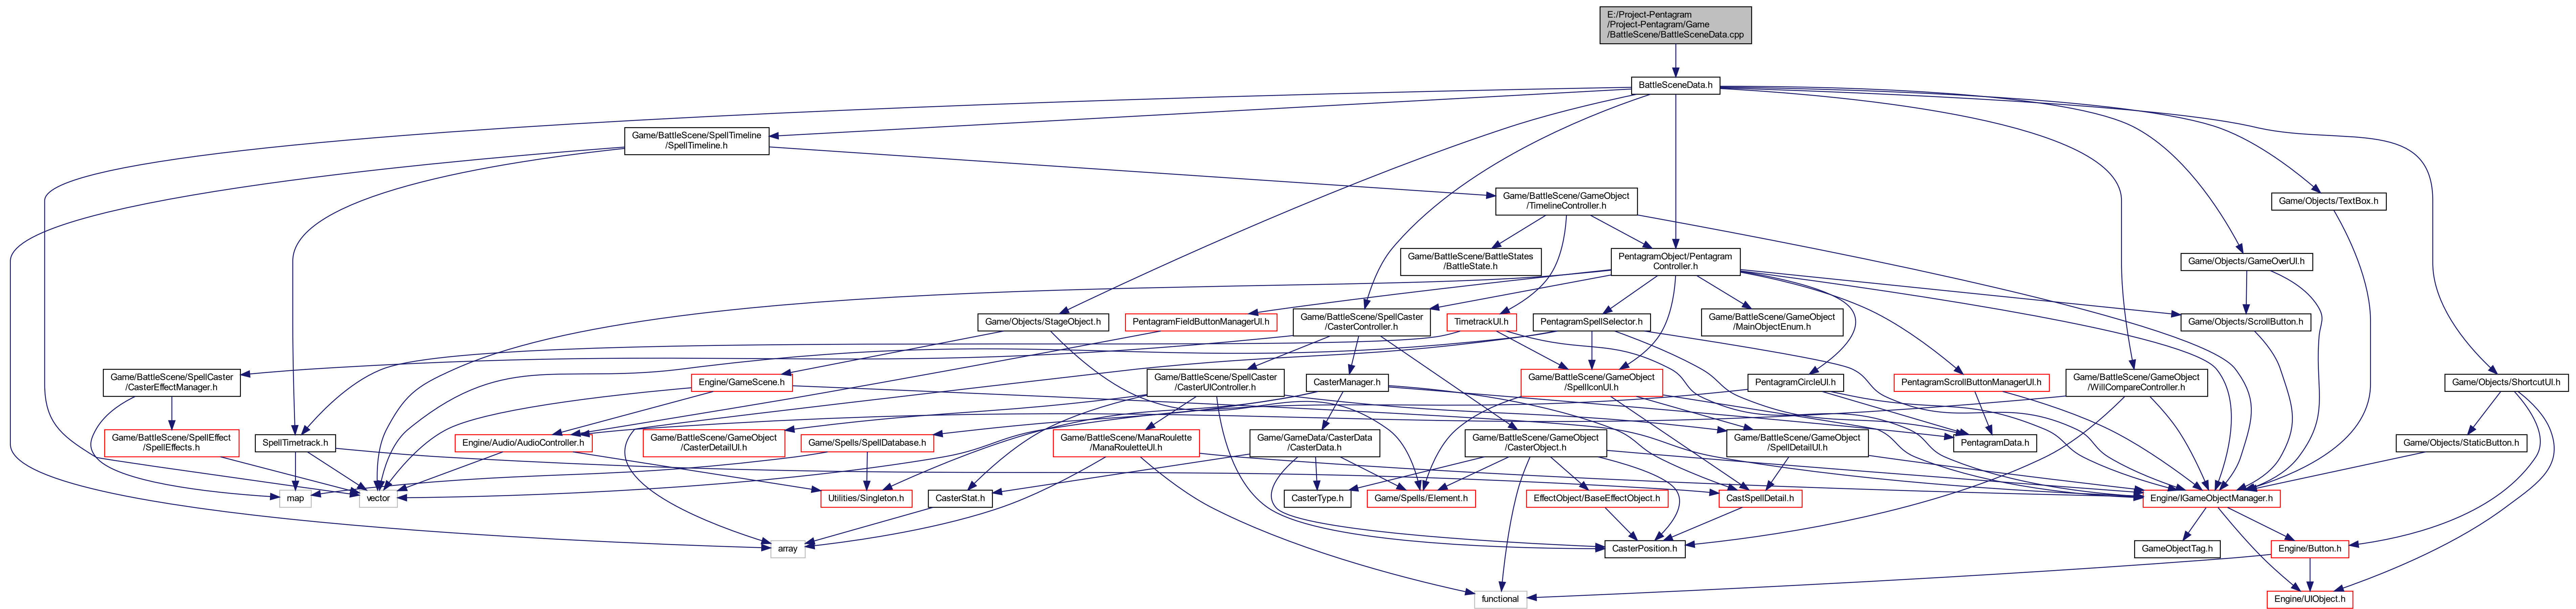 E:/Project-Pentagram
/Project-Pentagram/Game
/BattleScene/BattleSceneData.cpp
BattleSceneData.h
Game/BattleScene/SpellTimeline
/SpellTimeline.h
Game/BattleScene/GameObject
/TimelineController.h
Game/Objects/TextBox.h
Game/BattleScene/BattleStates
/BattleState.h
PentagramObject/Pentagram
Controller.h
Game/Objects/GameOverUI.h
Game/Objects/StageObject.h
PentagramFieldButtonManagerUI.h
Game/BattleScene/SpellCaster
/CasterController.h
TimetrackUI.h
PentagramSpellSelector.h
Game/BattleScene/GameObject
/MainObjectEnum.h
Game/Objects/ScrollButton.h
Game/BattleScene/SpellCaster
/CasterEffectManager.h
Engine/GameScene.h
Game/BattleScene/SpellCaster
/CasterUIController.h
CasterManager.h
Game/BattleScene/GameObject
/SpellIconUI.h
PentagramCircleUI.h
PentagramScrollButtonManagerUI.h
Game/BattleScene/GameObject
/WillCompareController.h
Game/Objects/ShortcutUI.h
Game/BattleScene/SpellEffect
/SpellEffects.h
SpellTimetrack.h
Engine/Audio/AudioController.h
Game/BattleScene/GameObject
/CasterDetailUI.h
Game/Spells/SpellDatabase.h
Game/BattleScene/ManaRoulette
/ManaRouletteUI.h
Game/GameData/CasterData
/CasterData.h
Game/BattleScene/GameObject
/CasterObject.h
Game/BattleScene/GameObject
/SpellDetailUI.h
PentagramData.h
Game/Objects/StaticButton.h
map
vector
Utilities/Singleton.h
CasterStat.h
CasterType.h
Game/Spells/Element.h
EffectObject/BaseEffectObject.h
CastSpellDetail.h
Engine/IGameObjectManager.h
array
CasterPosition.h
GameObjectTag.h
Engine/Button.h
functional
Engine/UIObject.h